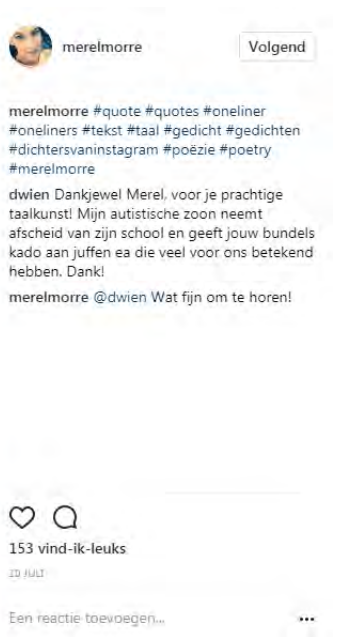 merelmorre
Volgend
merelmorre #quote #quotes #oneliner
#oneliners #tekst #taal #gedicht #gedichten
#dichtersvaninstagram #poëzie #poetry
#merelmorre
dwien Dankjewel Merel, voor je prachtige
taalkunst! Mijn autistische zoon neemt
afscheid van zijn school en geeft jouw bundels
kado aan juffen ea die veel voor ons betekend
hebben. Dank!
merelmorre @dwien Wat fijn om te horen!
153 vind-ik-leuks
10 JULI
Een reactie toevoegen...